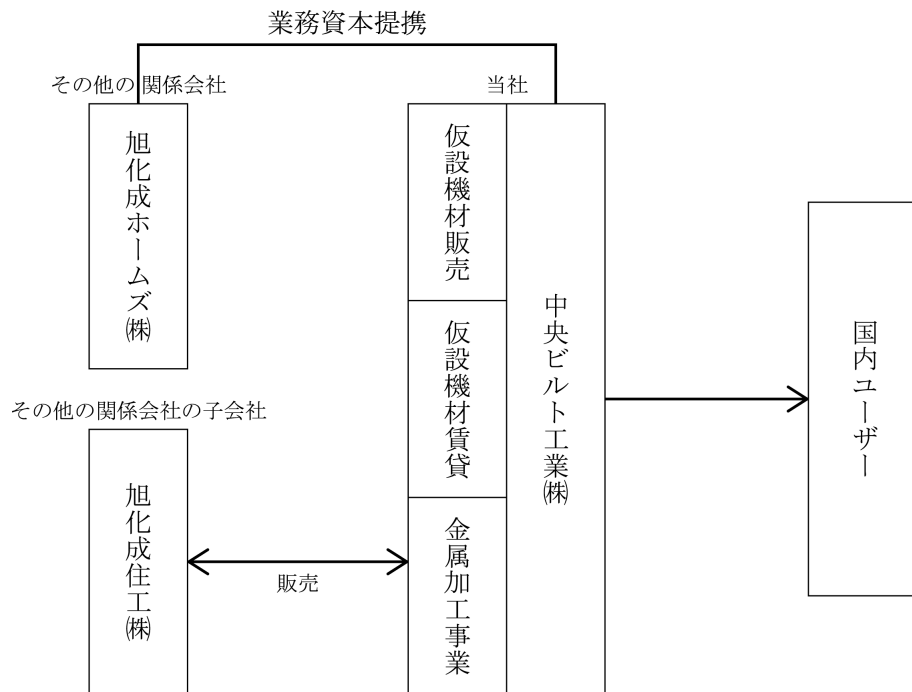 業務資本提携
その他の関係会社
当社
旭化成ホームズ㈱
仮設機材販売
仮設機材賃貸
金属加工事業
中央ビルト工業㈱
国内ユーザー
その他の関係会社の子会社
旭化成住工㈱
販売